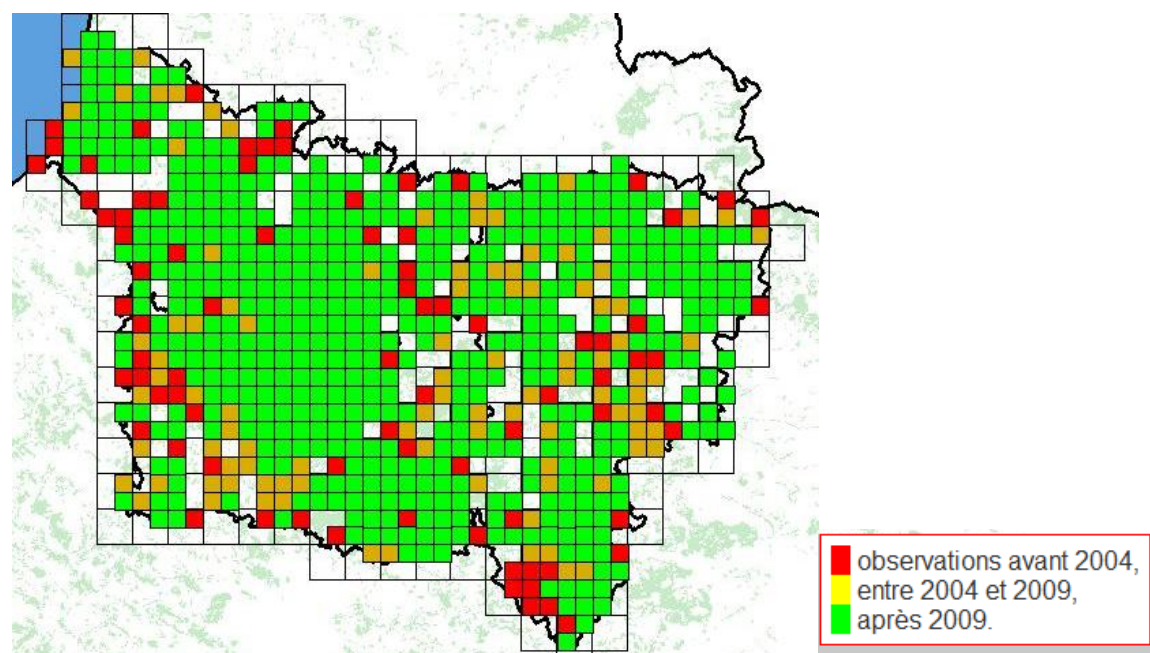 observations avant 2004,
entre 2004 et 2009,
après 2009.